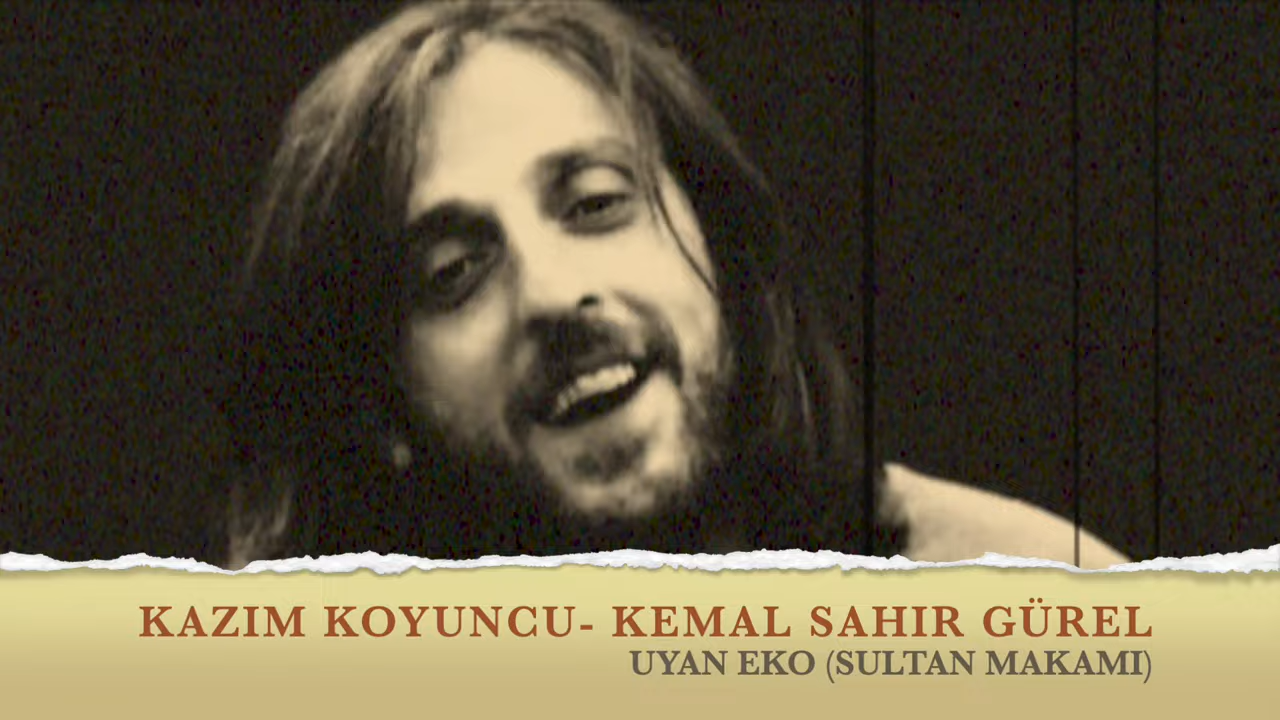 KAZIM KOYUNCU- KEMAL SAHIR GÜREL
UYAN EKO (SULTAN MAKAMI)